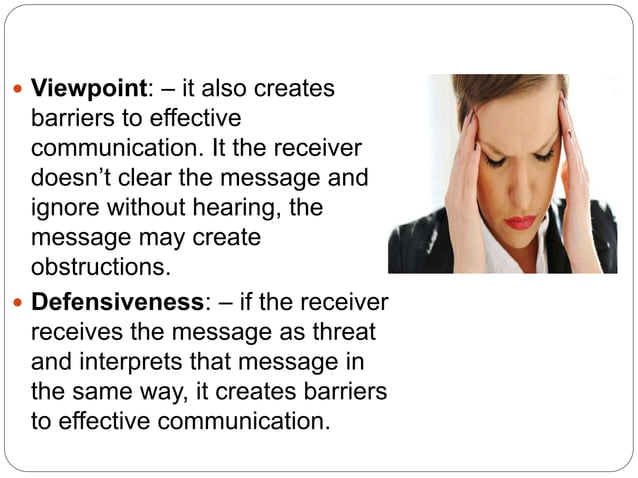 • Viewpoint: – it also creates
barriers to effective
communication. It the receiver
doesn’t clear the message and
ignore without hearing, the
message may create
obstructions.
• Defensiveness: – if the receiver
receives the message as threat
and interprets that message in
the same way, it creates barriers
to effective communication.